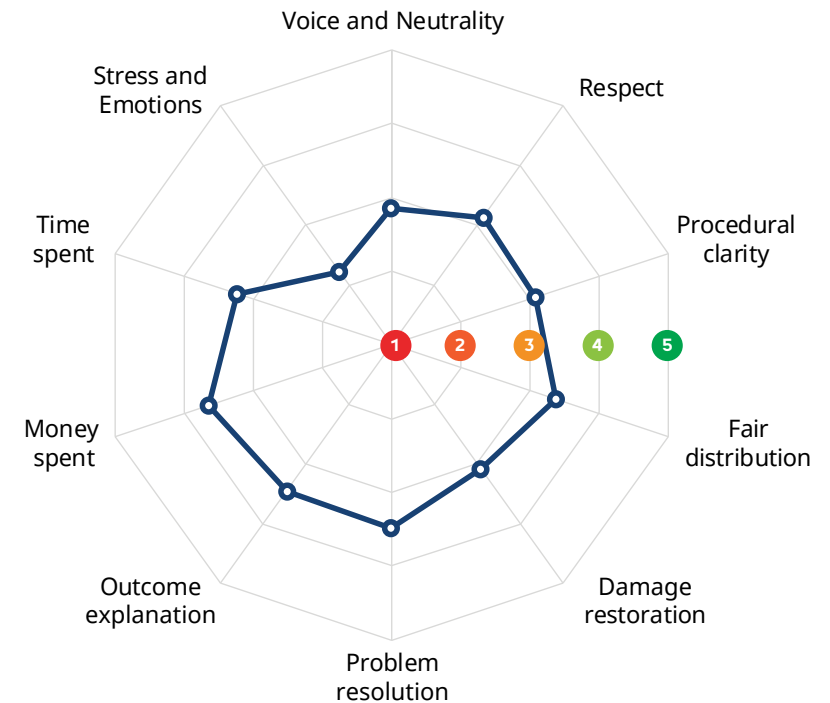 Voice and Neutrality
Stress and
Emotions
Respect
Time
spent
Procedural
clarity
1 2 3 4 5
Money
spent
Fair
distribution
Outcome
explanation
Damage
restoration
Problem
resolution